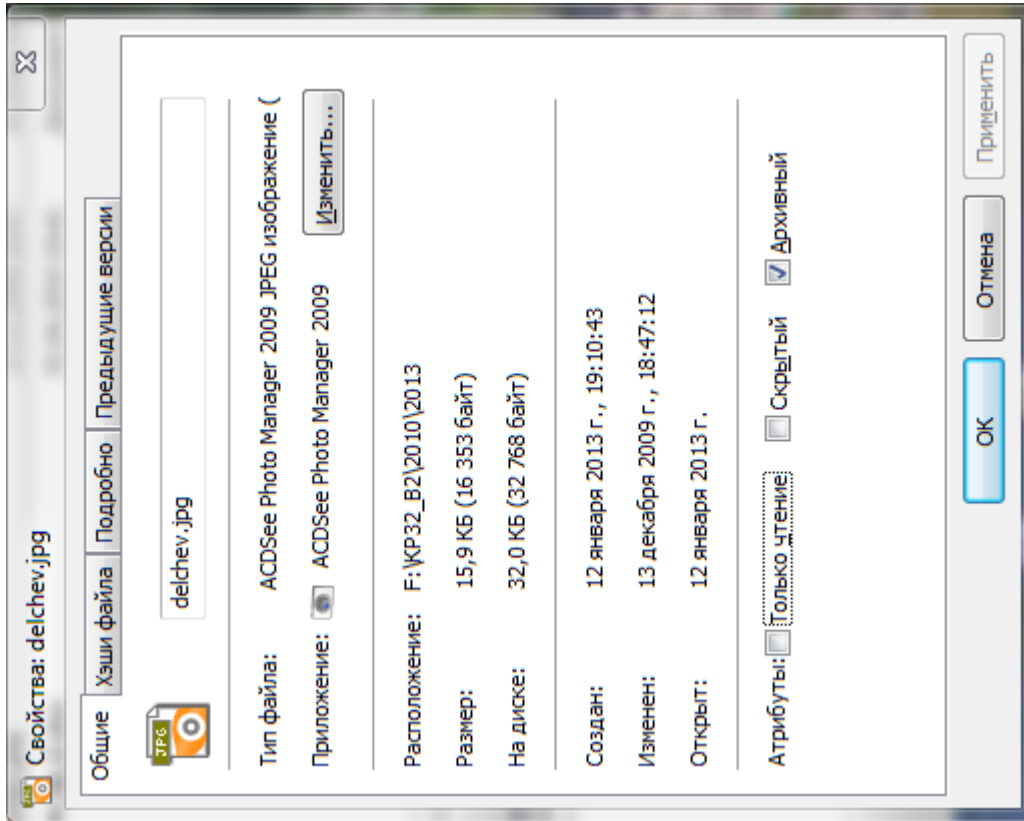 Свойства: delchev.jpg
Общие Хэши файла Подробно Предыдущие версии
JPG
delchev.jpg
Тип файла: ACDSee Photo Manager 2009 JPEG изображение (
Приложение: ACDSee Photo Manager 2009 Изменить...
Расположение: F:\KP32_B2\2010\2013
Размер: 15,9 КБ (16 353 байт)
На диске: 32,0 КБ (32 768 байт)
Создан: 12 января 2013 г., 19:10:43
Изменен: 13 декабря 2009 г., 18:47:12
Открыт: 12 января 2013 г.
Атрибуты: Только чтение Скрытый Архивный
ОК Отмена Применить